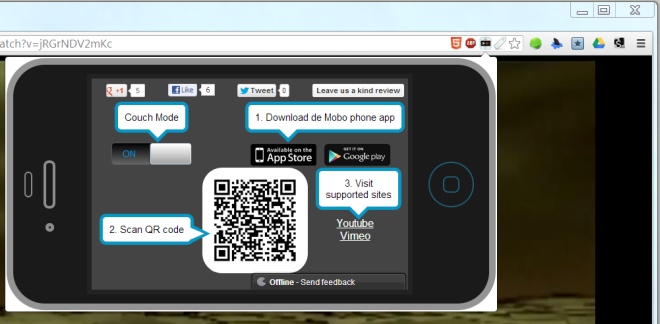 atch?v=jRGrNDV2mKc
ABP
+1
5
Like
6
Tweet
0
Leave us a kind review
Couch Mode
1. Download de Mobo phone app
ON
Available on the
App Store
GET IT ON
Google play
3. Visit
supported sites
2. Scan QR code
Youtube
Vimeo
Offline - Send feedback